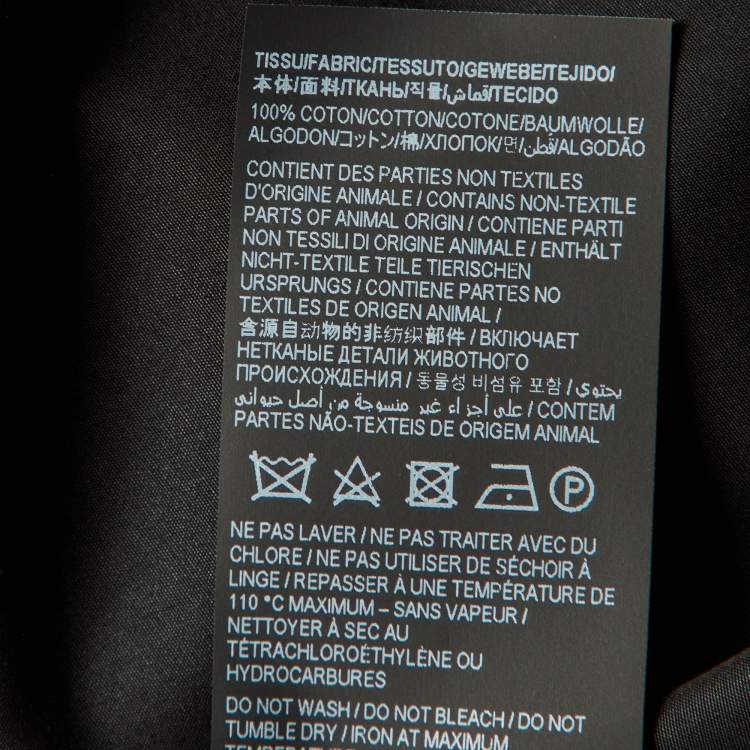 TISSU/FABRIC/TESSUTO/GEWEBE/TEJIDO/
本体/面料/ТКАНЬ/직물/قماش/TECIDO
100% COTON/COTTON/COTONE/BAUMWOLLE/
ALGODON/コットン/棉/ХЛОПОК/면/قُطن/ALGODÃO
CONTIENT DES PARTIES NON TEXTILES
D'ORIGINE ANIMALE / CONTAINS NON-TEXTILE
PARTS OF ANIMAL ORIGIN / CONTIENE PARTI
NON TESSILI DI ORIGINE ANIMALE / ENTHÄLT
NICHT-TEXTILE TEILE TIERISCHEN
URSPRUNGS / CONTIENE PARTES NO
TEXTILES DE ORIGEN ANIMAL /
含源自动物的非纺织部件 / ВКЛЮЧАЕТ
НЕТКАНЫЕ ДЕТАЛИ ЖИВОТНОГО
ПРОИСХОЖДЕНИЯ / 동물성 비섬유 포함 / يحتوي
على أجزاء غير منسوجة من أصل حيواني / CONTEM
PARTES NÃO-TEXTEIS DE ORIGEM ANIMAL
P
NE PAS LAVER / NE PAS TRAITER AVEC DU
CHLORE / NE PAS UTILISER DE SÉCHOIR À
LINGE / REPASSER À UNE TEMPÉRATURE DE
110 °C MAXIMUM – SANS VAPEUR /
NETTOYER À SEC AU
TÉTRACHLOROÉTHYLÈNE OU
HYDROCARBURES
DO NOT WASH / DO NOT BLEACH / DO NOT
TUMBLE DRY / IRON AT MAXIMUM